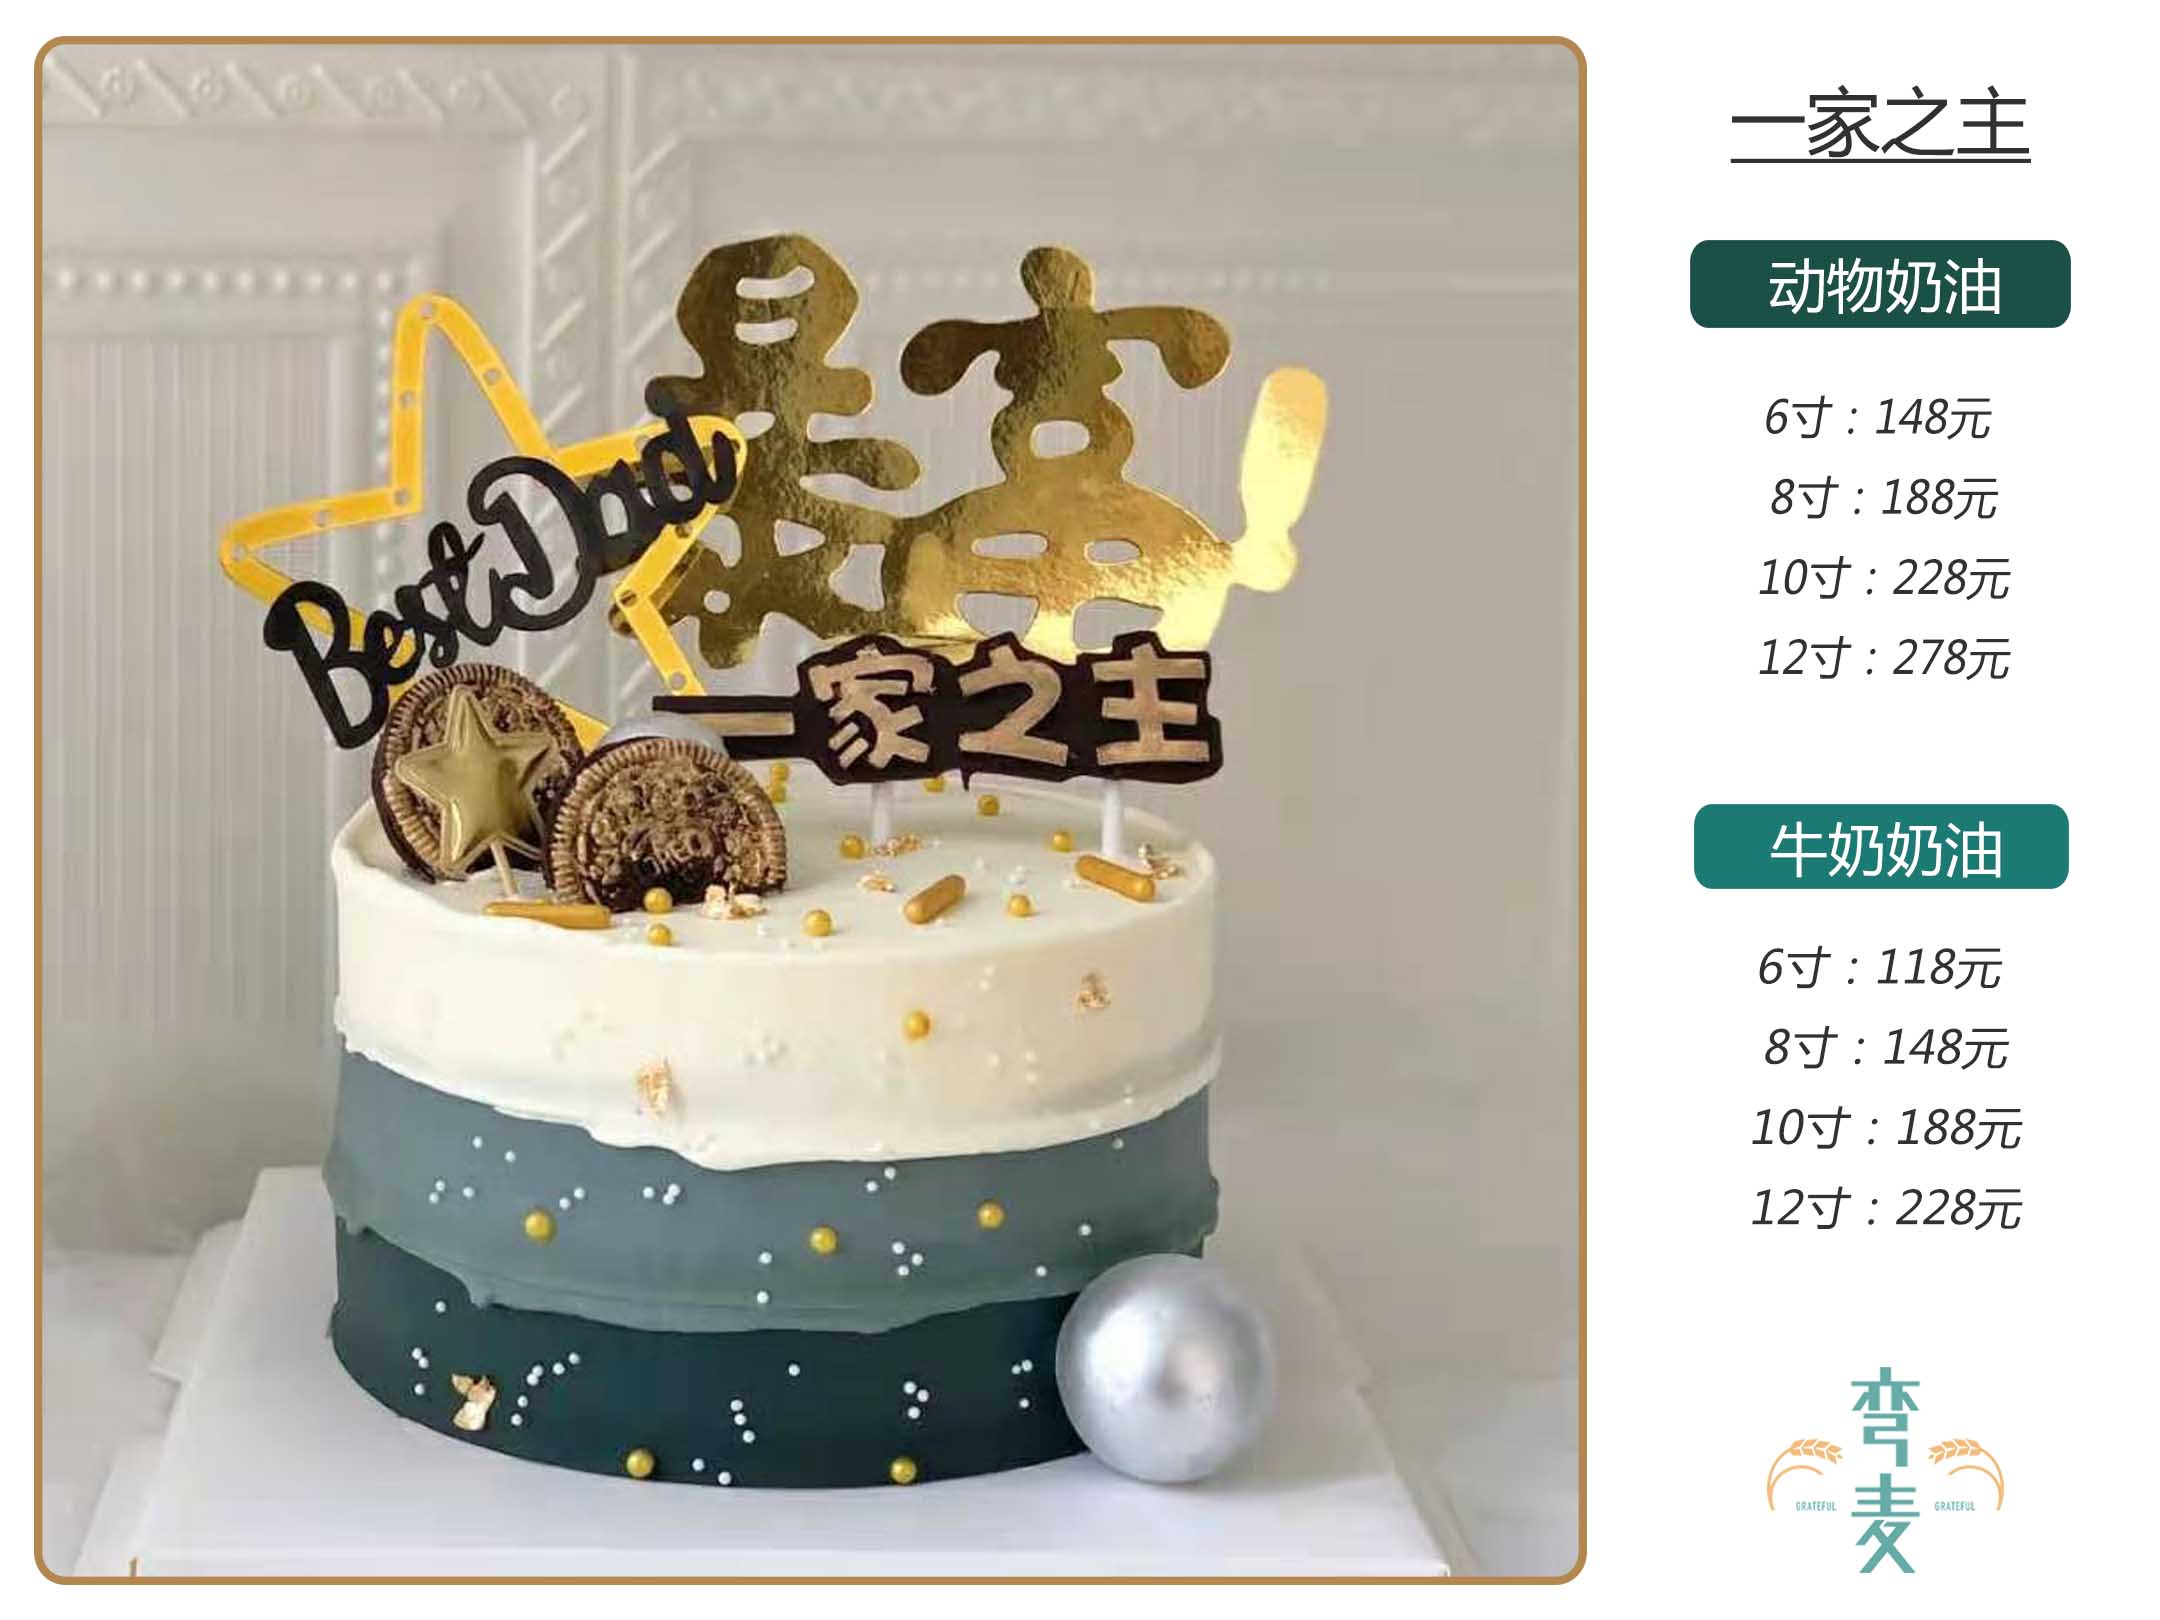 一家之主
动物奶油
6寸：148元
8寸：188元
10寸：228元
12寸：278元
牛奶奶油
6寸：118元
8寸：148元
10寸：188元
12寸：228元
弯麦
GRATEFUL GRATEFUL
Best Dad
一家之主
OREO